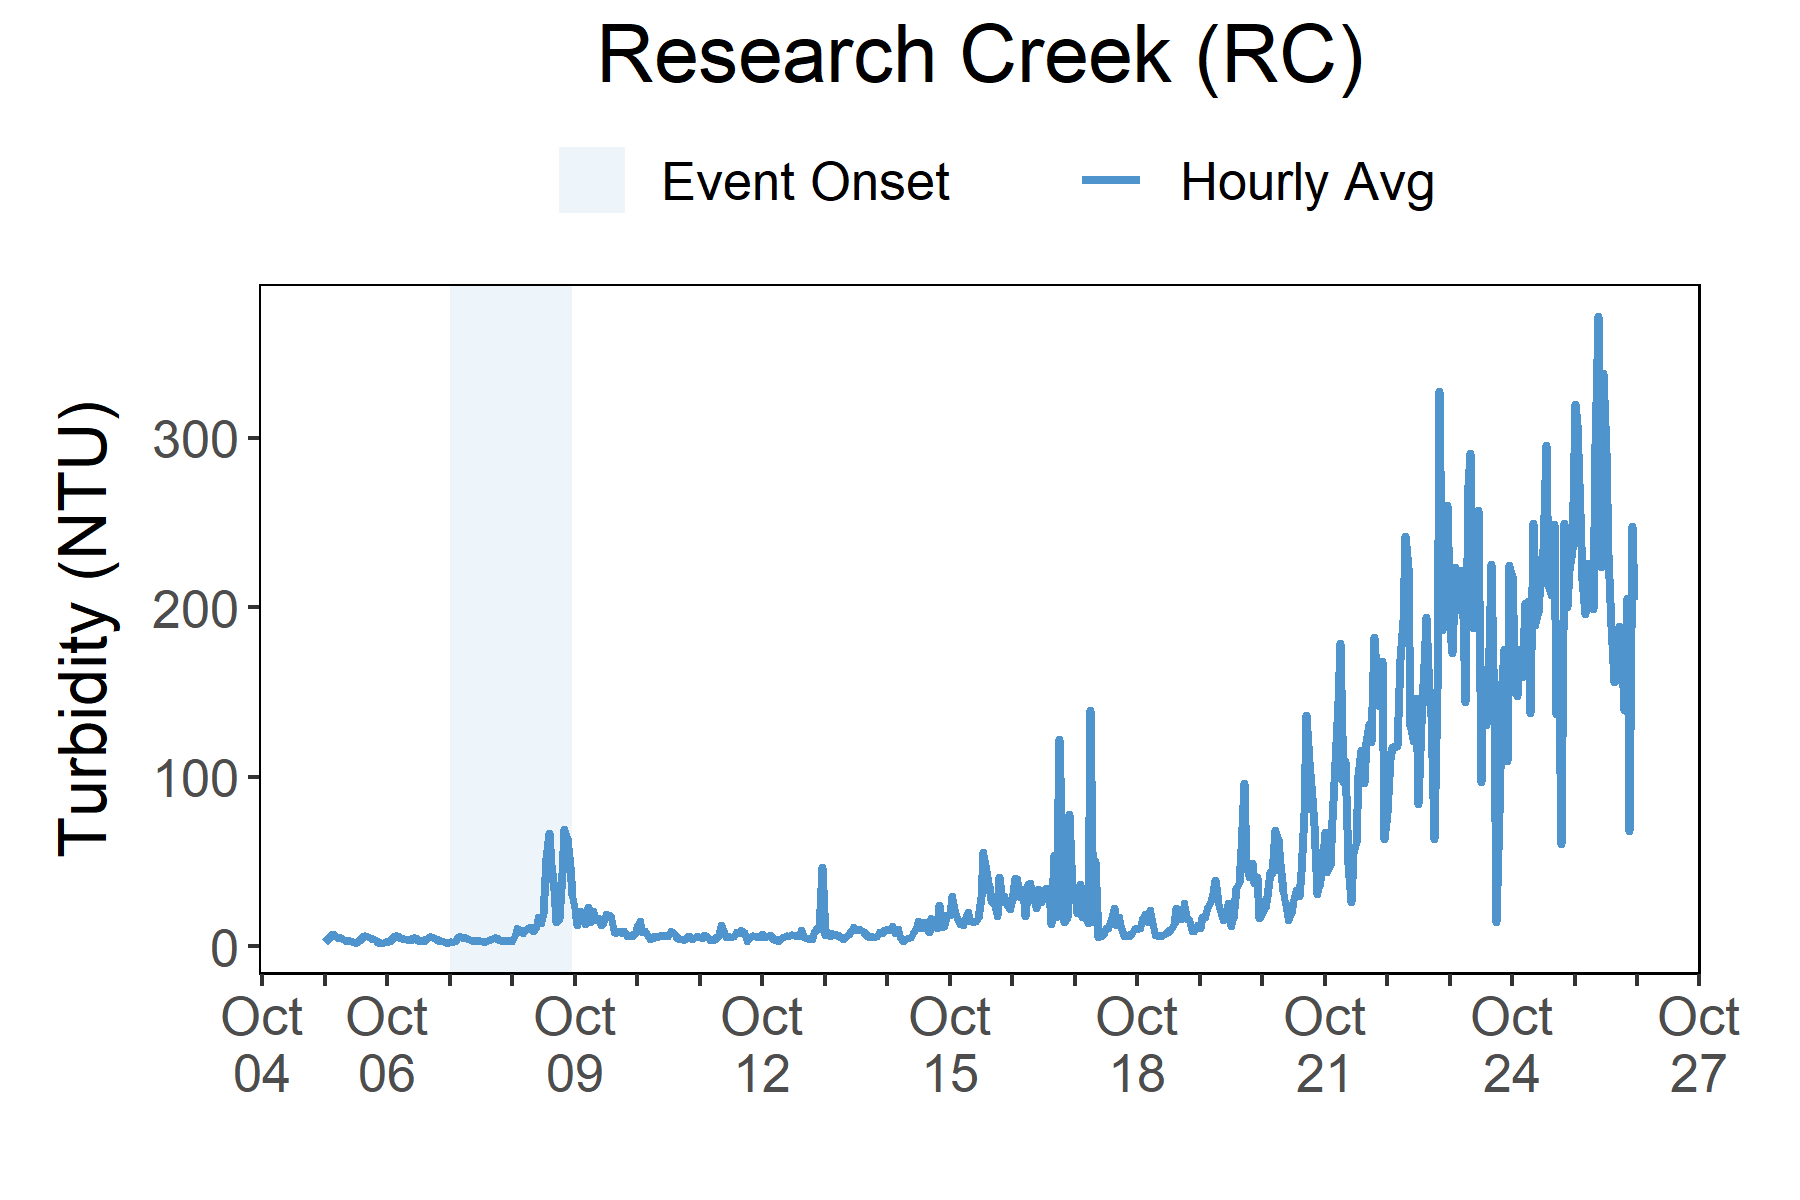 Research Creek (RC)
Event Onset
Hourly Avg
Turbidity (NTU)
300
200
100
0
Oct 04
Oct 06
Oct 09
Oct 12
Oct 15
Oct 18
Oct 21
Oct 24
Oct 27